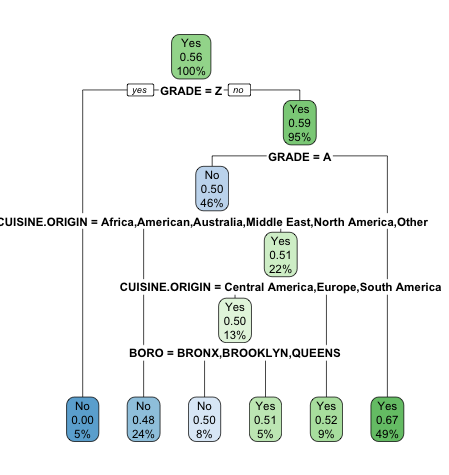 Yes
0.56
100%
yes GRADE = Z no
Yes
0.59
95%
GRADE = A
No
0.50
46%
CUISINE.ORIGIN = Africa,American,Australia,Middle East,North America,Other
Yes
0.51
22%
CUISINE.ORIGIN = Central America,Europe,South America
Yes
0.50
13%
BORO = BRONX,BROOKLYN,QUEENS
No No No Yes Yes Yes
0.00 0.48 0.50 0.51 0.52 0.67
5% 24% 8% 5% 9% 49%